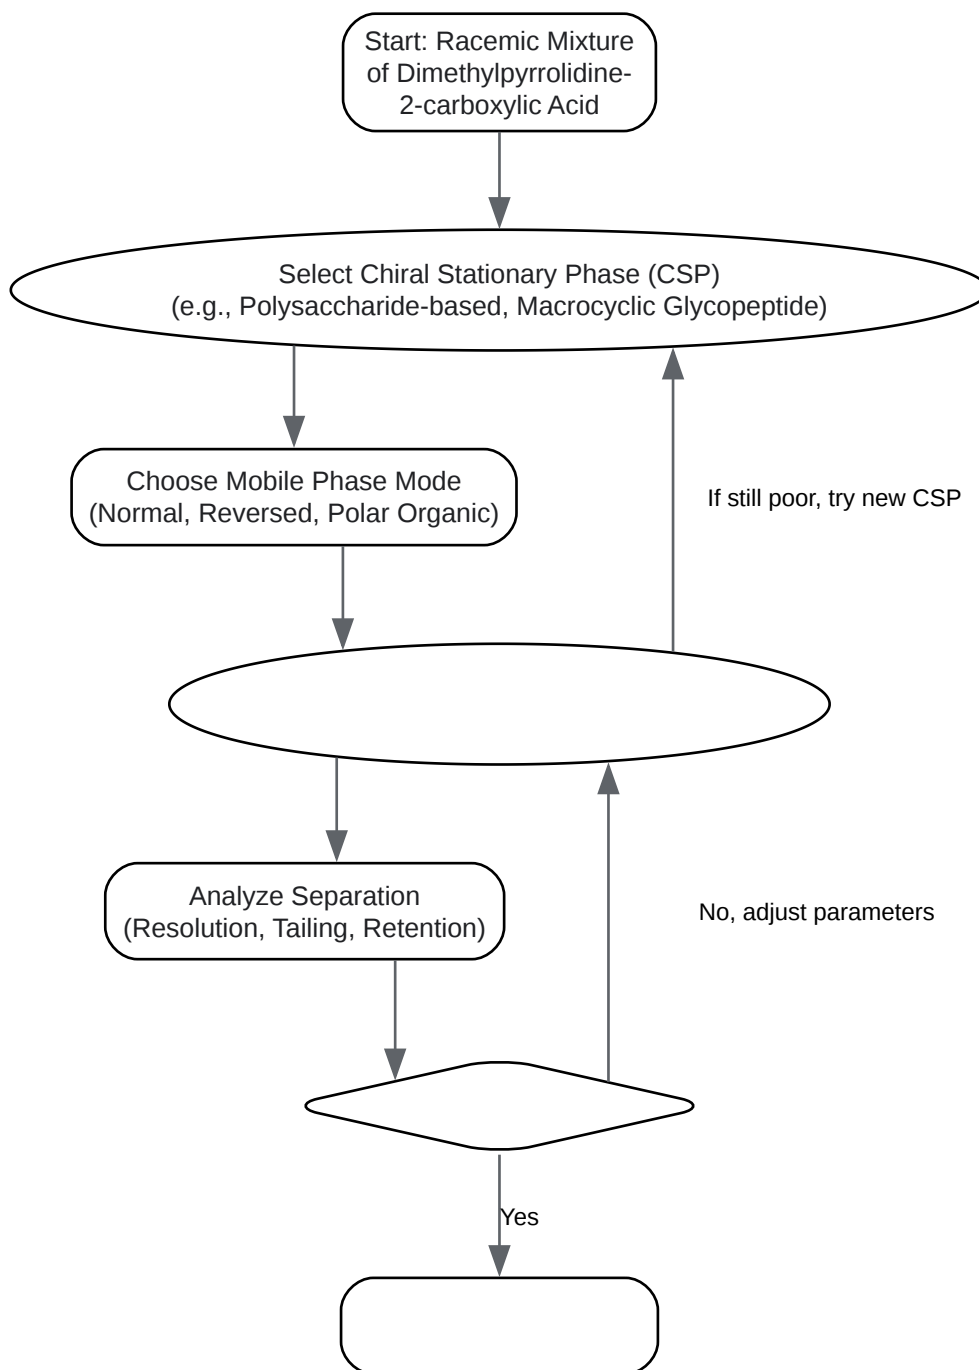 Start: Racemic Mixture
of Dimethylpyrrolidine-
2-carboxylic Acid
Select Chiral Stationary Phase (CSP)
(e.g., Polysaccharide-based, Macrocyclic Glycopeptide)
Choose Mobile Phase Mode
(Normal, Reversed, Polar Organic)
If still poor, try new CSP
Analyze Separation
(Resolution, Tailing, Retention)
No, adjust parameters
Yes